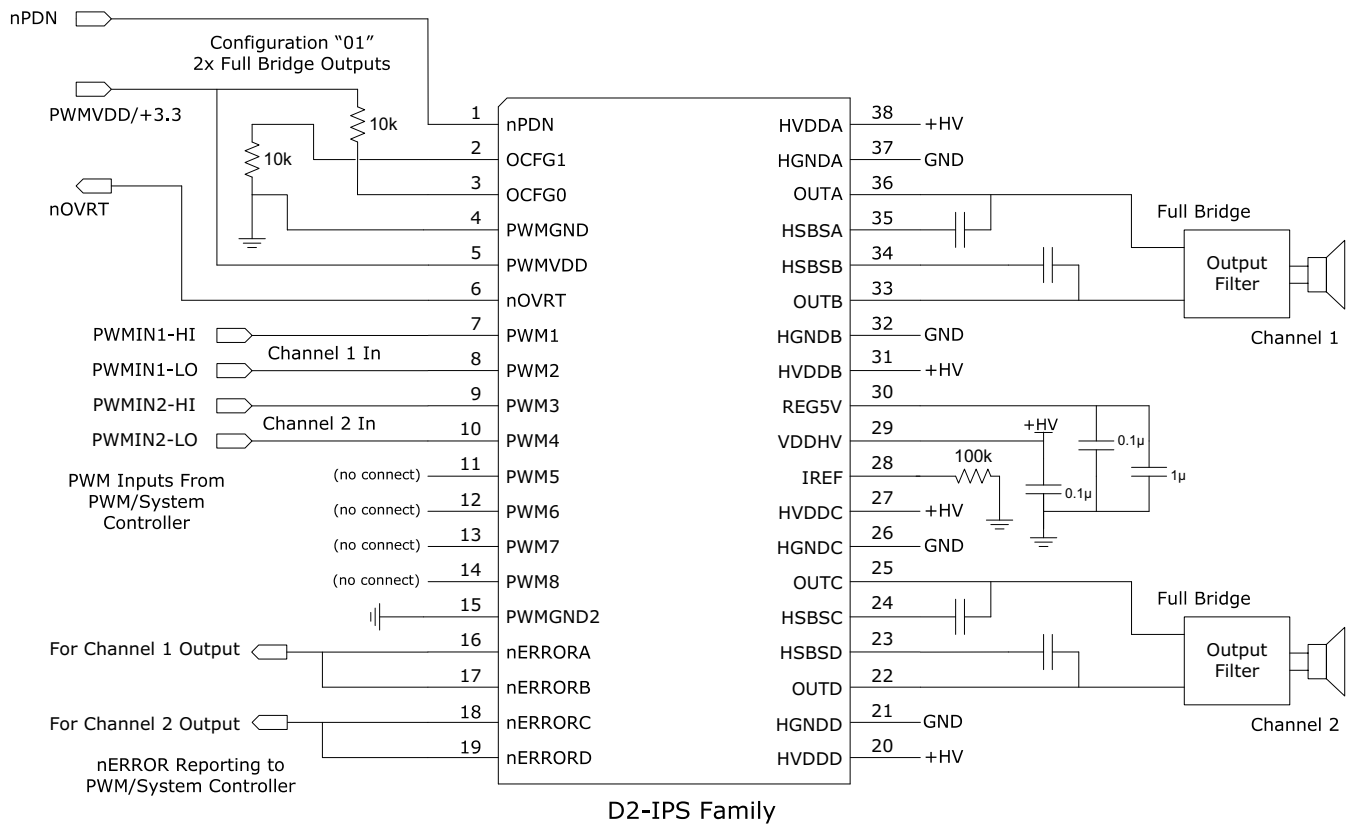 nPDN
Configuration “01”
2x Full Bridge Outputs
PWMVDD/+3.3
10k
10k
nOVRT
PWMIN1-HI
Channel 1 In
PWMIN1-LO
PWMIN2-HI
Channel 2 In
PWMIN2-LO
PWM Inputs From
PWM/System
Controller
(no connect)
(no connect)
(no connect)
(no connect)
For Channel 1 Output
For Channel 2 Output
nERROR Reporting to
PWM/System Controller
1 nPDN
2 OCFG1
3 OCFG0
4 PWMGND
5 PWMVDD
6 nOVRT
7 PWM1
8 PWM2
9 PWM3
10 PWM4
11 PWM5
12 PWM6
13 PWM7
14 PWM8
15 PWMGND2
16 nERRORA
17 nERRORB
18 nERRORC
19 nERRORD
HVDDA 38 +HV
HGNDA 37 GND
OUTA 36
HSBSA 35
HSBSB 34
OUTB 33
HGNDB 32 GND
HVDDB 31 +HV
REG5V 30
VDDHV 29
IREF 28
HVDDC 27 +HV
HGNDC 26 GND
OUTC 25
HSBSC 24
HSBSD 23
OUTD 22
HGNDD 21 GND
HVDDD 20 +HV
Full Bridge
Output
Filter
Channel 1
+HV
0.1µ
100k
1µ
0.1µ
Full Bridge
Output
Filter
Channel 2
D2-IPS Family